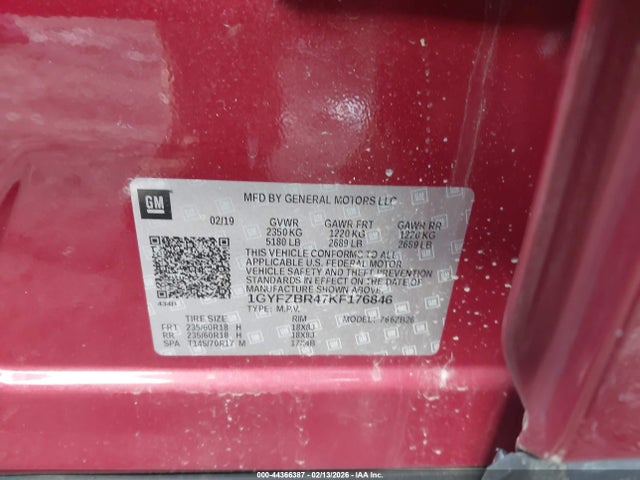 GM
MFD BY GENERAL MOTORS LLC
02/19 GVWR GAWR FRT GAWR RR
2350 KG 1220 KG 1220 KG
5180 LB 2689 LB 2689 LB
THIS VEHICLE CONFORMS TO ALL
APPLICABLE U.S. FEDERAL MOTOR
VEHICLE SAFETY AND THEFT PREVENTION
STANDARDS IN EFFECT ON THE DATE OF
MANUFACTURE SHOWN ABOVE.
434B 1GYFZBR47KF176846
TYPE: M.P.V. MODEL:
TIRE SIZE RIM
FRT 235/60R18 H 18X8J
RR 235/60R18 H 18X8J
SPA T145/70R17 M 17X4B
000-44366387 - 02/13/2026 - IAA Inc.